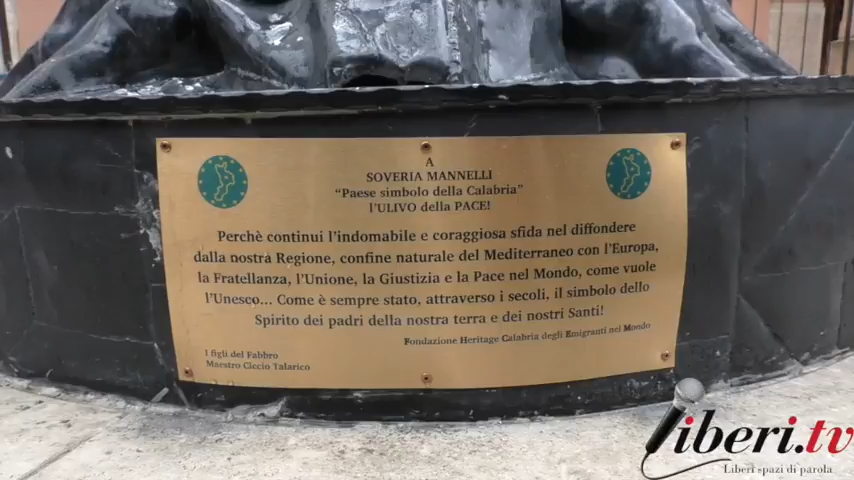 A
SOVERIA MANNELLI
"Paese simbolo della Calabria"
l'ULIVO della PACE!
Perchè continui l'indomabile e coraggiosa sfida nel diffondere
dalla nostra Regione, confine naturale del Mediterraneo con l'Europa,
la Fratellanza, l'Unione, la Giustizia e la Pace nel Mondo, come vuole
l'Unesco... Come è sempre stato, attraverso i secoli, il simbolo dello
Spirito dei padri della nostra terra e dei nostri Santi!
Fondazione Heritage Calabria degli Emigranti nel Mondo
I figli del Fabbro
Maestro Ciccio Talarico
liberi.tv
Liberi spazi di parola